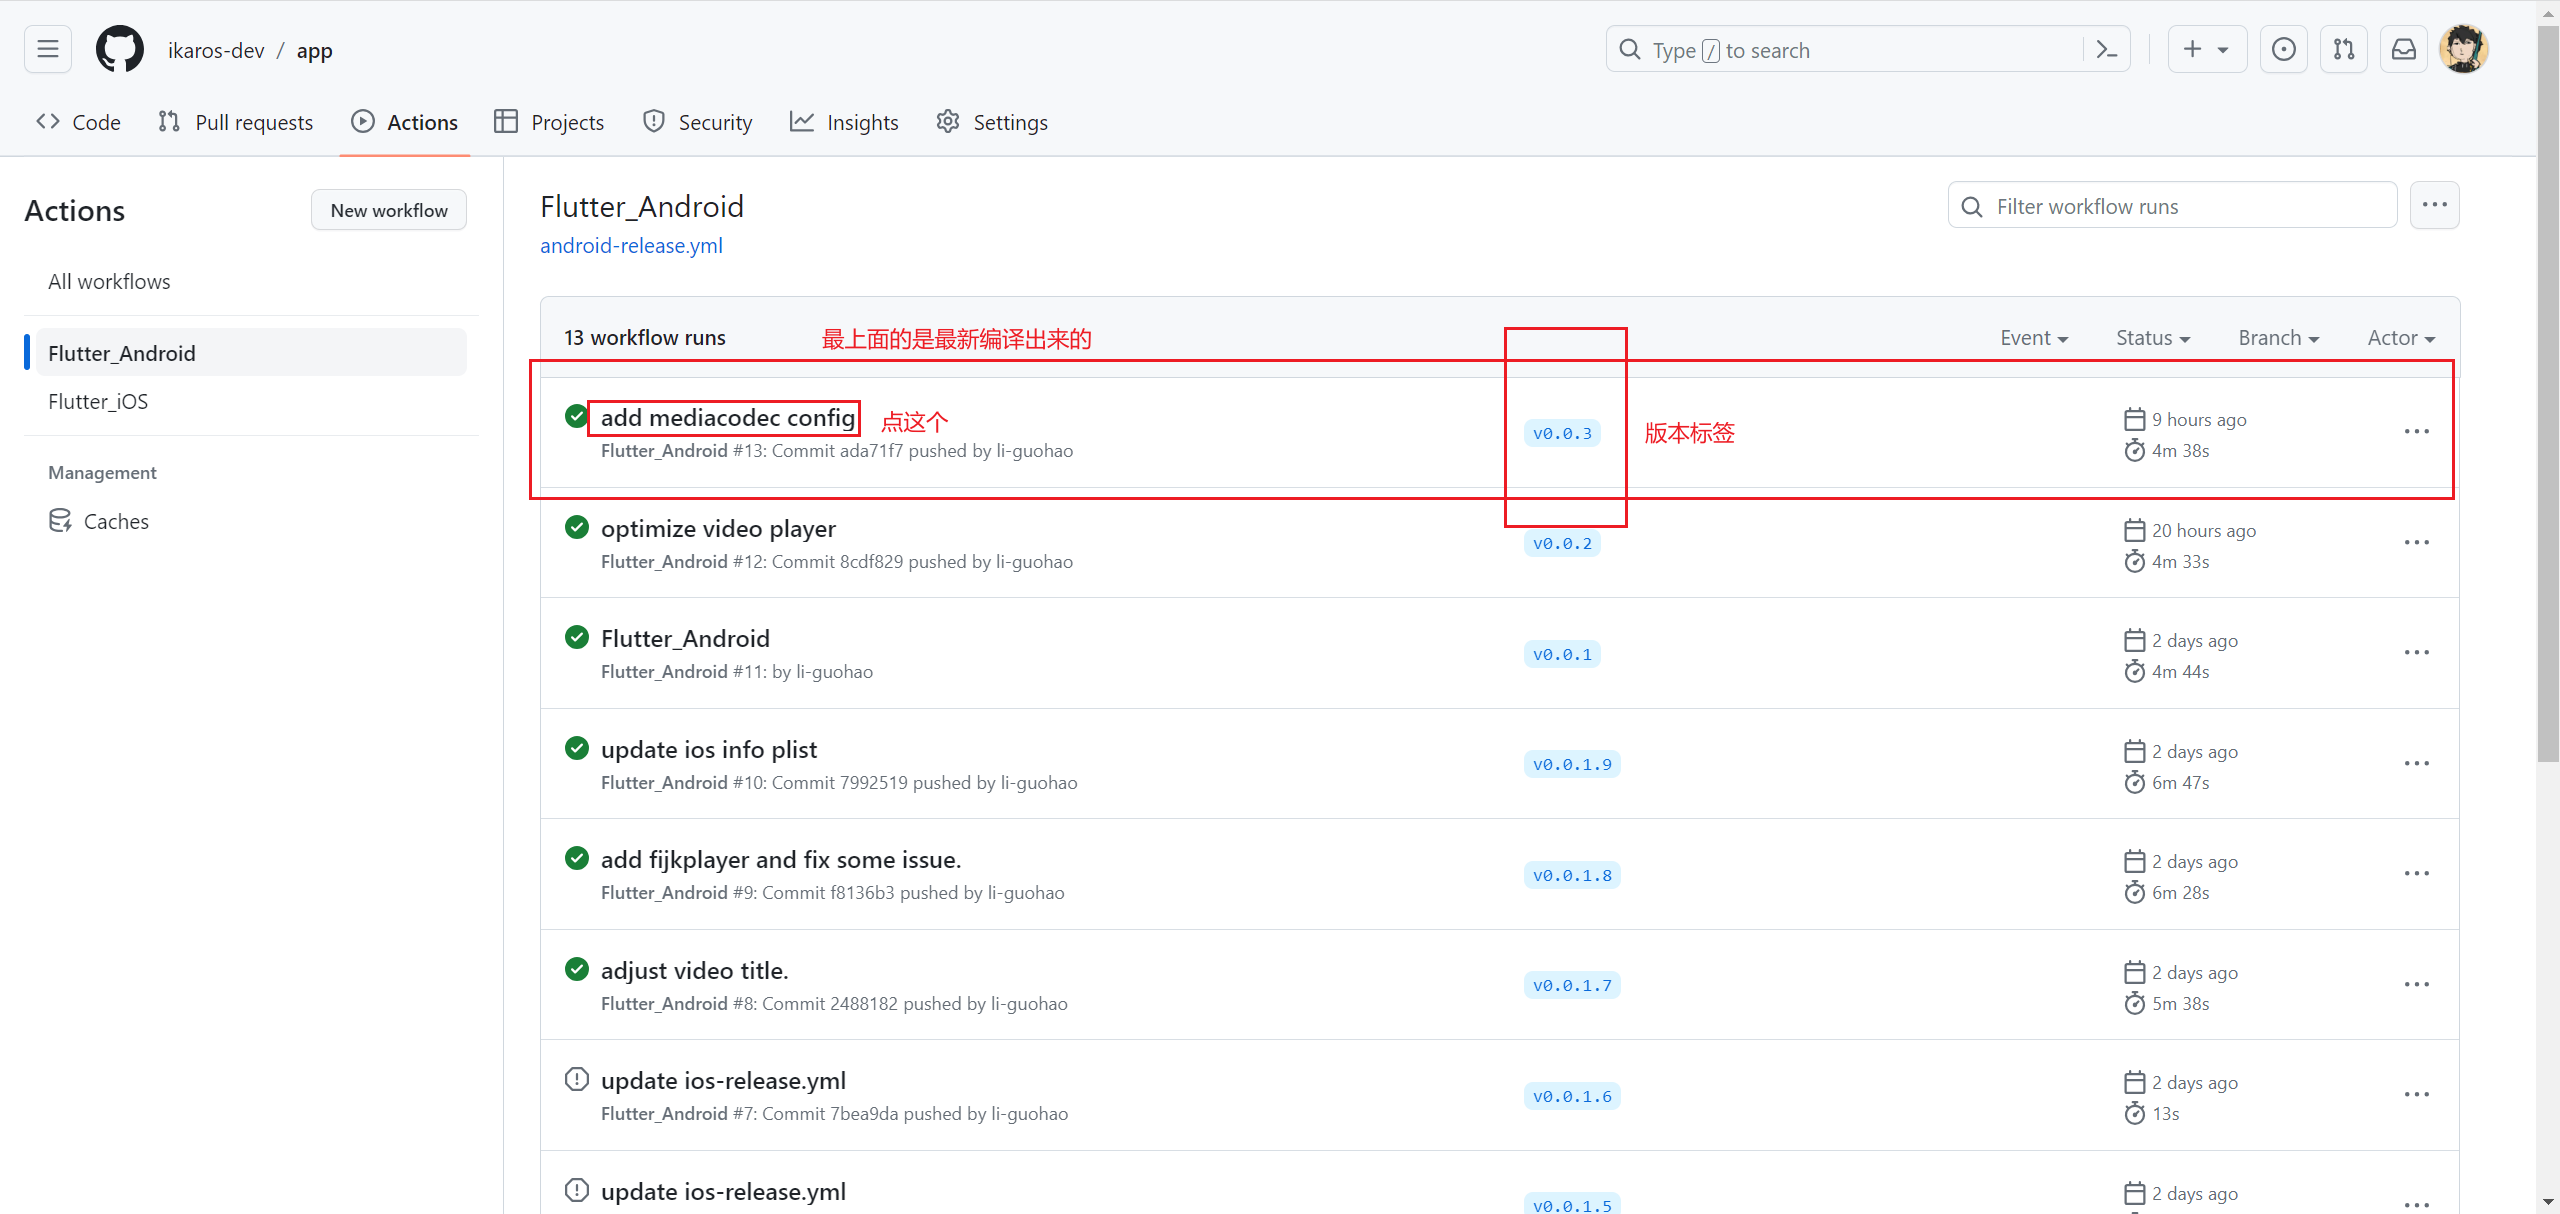 ikaros-dev / app
Type / to search
Code
Pull requests
Actions
Projects
Security
Insights
Settings
Actions
New workflow
All workflows
Flutter_Android
Flutter_iOS
Management
Caches
Flutter_Android
android-release.yml
Filter workflow runs
13 workflow runs
最上面的是最新编译出来的
Event
Status
Branch
Actor
add mediacodec config
点这个
Flutter_Android #13: Commit ada71f7 pushed by li-guohao
v0.0.3
版本标签
9 hours ago
4m 38s
optimize video player
Flutter_Android #12: Commit 8cdf829 pushed by li-guohao
v0.0.2
20 hours ago
4m 33s
Flutter_Android
Flutter_Android #11: by li-guohao
v0.0.1
2 days ago
4m 44s
update ios info plist
Flutter_Android #10: Commit 7992519 pushed by li-guohao
v0.0.1.9
2 days ago
6m 47s
add fijkplayer and fix some issue.
Flutter_Android #9: Commit f8136b3 pushed by li-guohao
v0.0.1.8
2 days ago
6m 28s
adjust video title.
Flutter_Android #8: Commit 2488182 pushed by li-guohao
v0.0.1.7
2 days ago
5m 38s
update ios-release.yml
Flutter_Android #7: Commit 7bea9da pushed by li-guohao
v0.0.1.6
2 days ago
13s
update ios-release.yml
v0.0.1.5
2 days ago